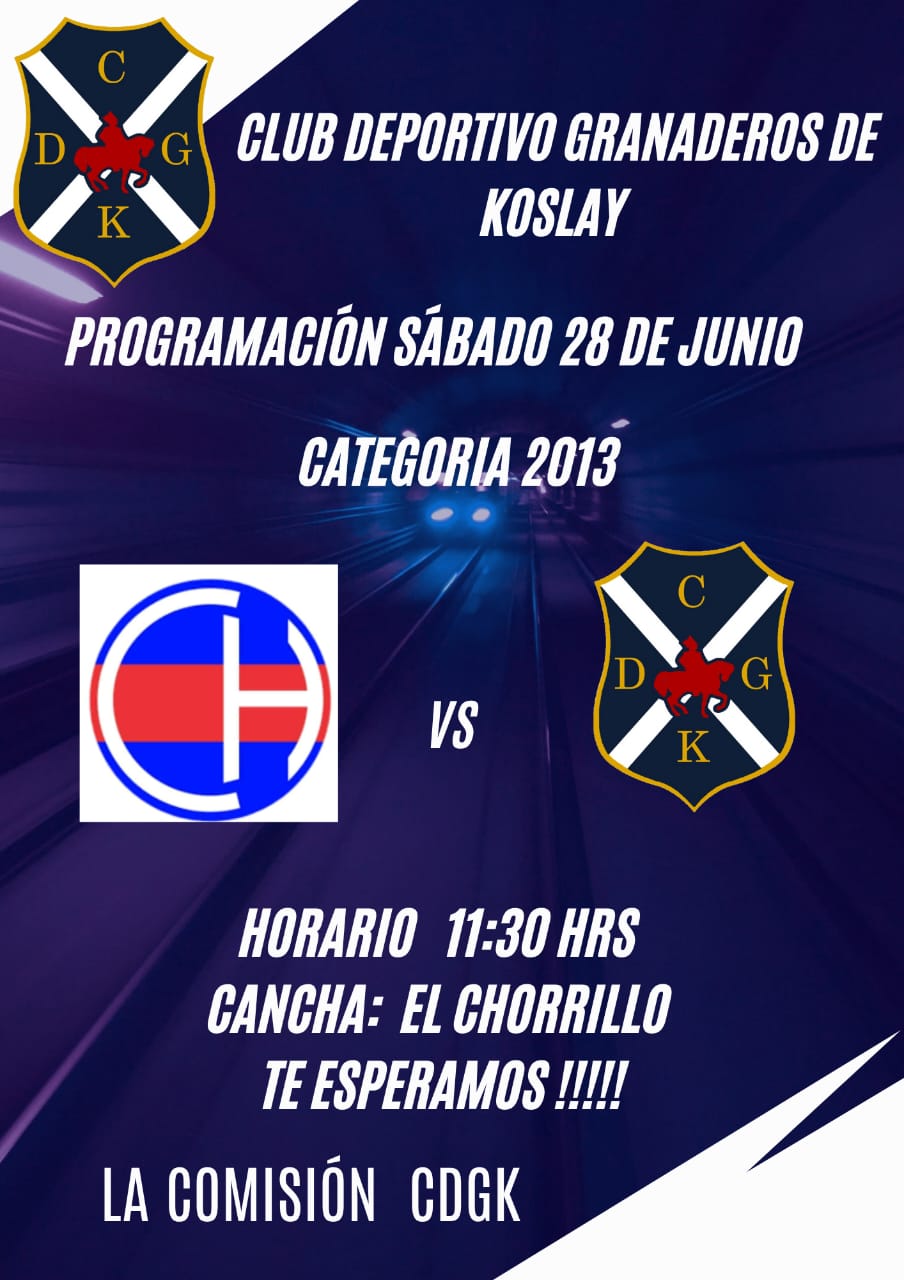 C
D G
K
CLUB DEPORTIVO GRANADEROS DE
KOSLAY
PROGRAMACIÓN SÁBADO 28 DE JUNIO
CATEGORIA 2013
CH
VS
C
D G
K
HORARIO 11:30 HRS
CANCHA: EL CHORRILLO
TE ESPERAMOS !!!!!
LA COMISIÓN CDGK